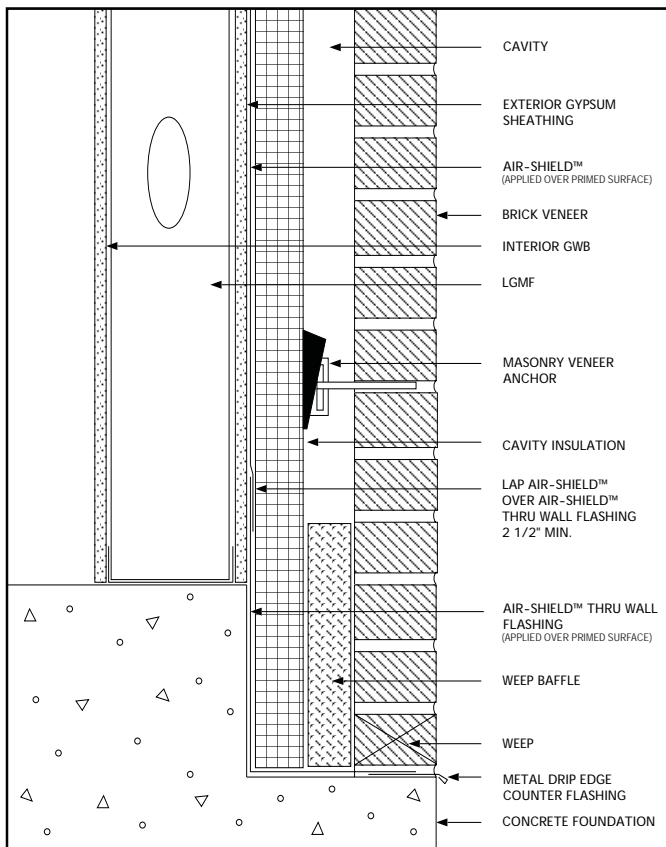 CAVITY
EXTERIOR GYPSUM
SHEATHING
AIR-SHIELD™
(APPLIED OVER PRIMED SURFACE)
BRICK VENEER
INTERIOR GWB
LGMF
MASONRY VENEER
ANCHOR
CAVITY INSULATION
LAP AIR-SHIELD™
OVER AIR-SHIELD™
THRU WALL FLASHING
2 1/2" MIN.
AIR-SHIELD™ THRU WALL
FLASHING
(APPLIED OVER PRIMED SURFACE)
WEEP BAFFLE
WEEP
METAL DRIP EDGE
COUNTER FLASHING
CONCRETE FOUNDATION